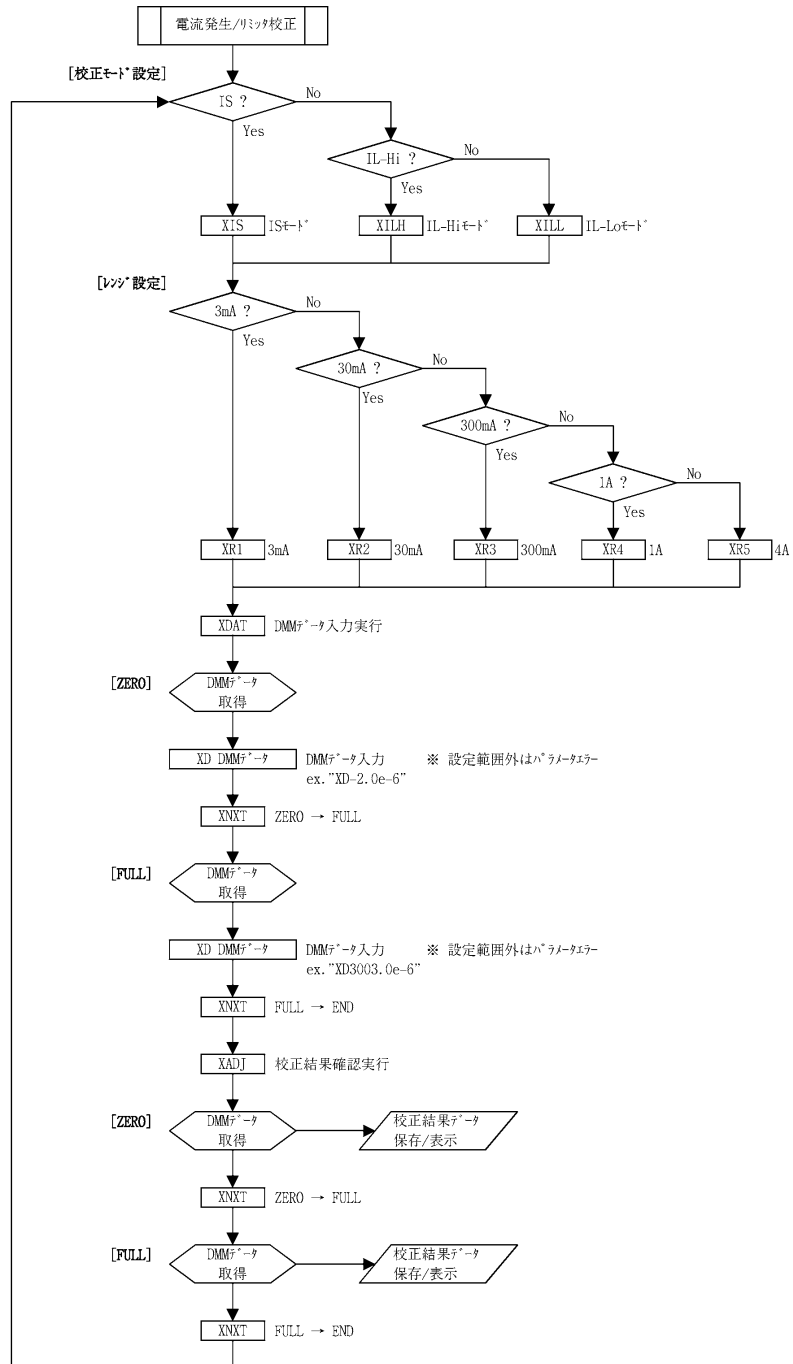 電流発生/リミッタ校正
[校正ﾓｰﾄﾞ設定]
IS ?
No
Yes
IL-Hi ?
No
Yes
XIS
ISﾓｰﾄﾞ
XILH
IL-Hiﾓｰﾄﾞ
XILL
IL-Loﾓｰﾄﾞ
[ﾚﾝｼﾞ設定]
3mA ?
No
Yes
30mA ?
No
Yes
300mA ?
No
Yes
1A ?
No
Yes
XR1
3mA
XR2
30mA
XR3
300mA
XR4
1A
XR5
4A
XDAT
DMMﾃﾞｰﾀ入力実行
[ZERO]
DMMﾃﾞｰﾀ
取得
XD DMMﾃﾞｰﾀ
DMMﾃﾞｰﾀ入力
※ 設定範囲外はﾊﾟﾗﾒｰﾀｴﾗｰ
ex."XD-2.0e-6"
XNXT
ZERO → FULL
[FULL]
DMMﾃﾞｰﾀ
取得
XD DMMﾃﾞｰﾀ
DMMﾃﾞｰﾀ入力
※ 設定範囲外はﾊﾟﾗﾒｰﾀｴﾗｰ
ex."XD3003.0e-6"
XNXT
FULL → END
XADJ
校正結果確認実行
[ZERO]
DMMﾃﾞｰﾀ
取得
校正結果ﾃﾞｰﾀ
保存/表示
XNXT
ZERO → FULL
[FULL]
DMMﾃﾞｰﾀ
取得
校正結果ﾃﾞｰﾀ
保存/表示
XNXT
FULL → END